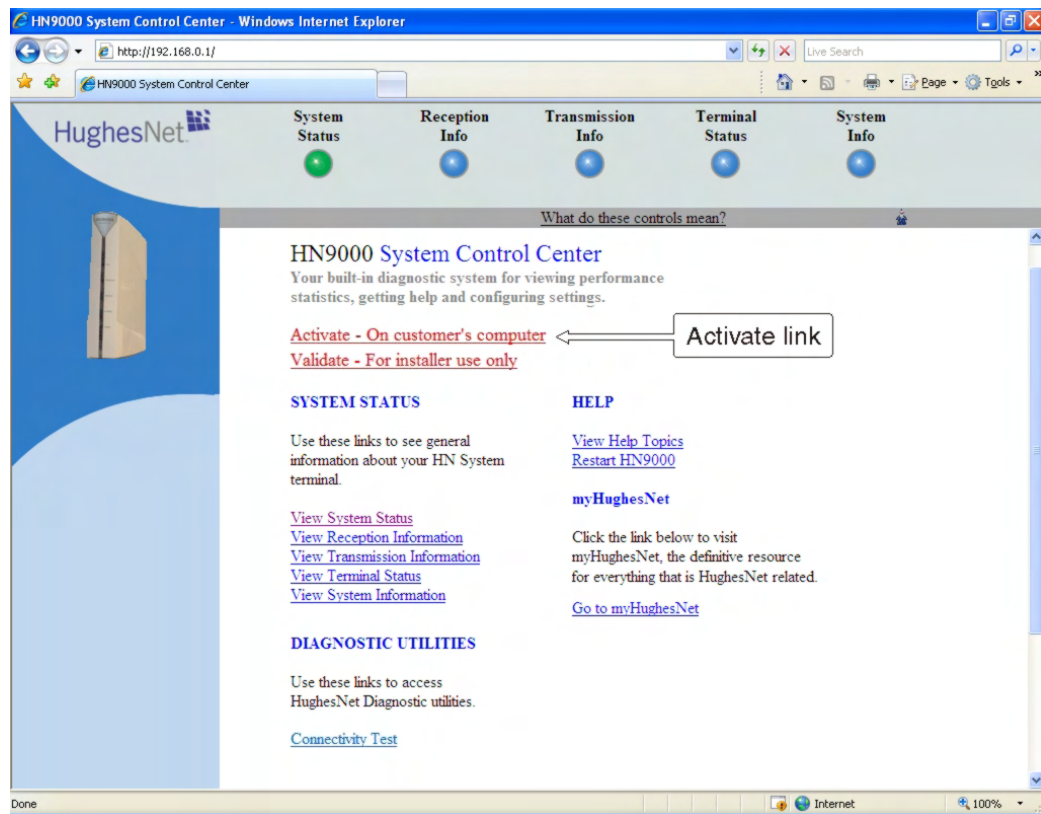 HN9000 System Control Center - Windows Internet Explorer
http://192.168.0.1/
Live Search
HN9000 System Control Center
Page
Tools
HughesNet
System Status
Reception Info
Transmission Info
Terminal Status
System Info
What do these controls mean?
HN9000 System Control Center
Your built-in diagnostic system for viewing performance
statistics, getting help and configuring settings.
Activate - On customer's computer
Activate link
Validate - For installer use only
SYSTEM STATUS
Use these links to see general
information about your HN System
terminal.
View System Status
View Reception Information
View Transmission Information
View Terminal Status
View System Information
DIAGNOSTIC UTILITIES
Use these links to access
HughesNet Diagnostic utilities.
Connectivity Test
HELP
View Help Topics
Restart HN9000
myHughesNet
Click the link below to visit
myHughesNet, the definitive resource
for everything that is HughesNet related.
Go to myHughesNet
Done
Internet
100%